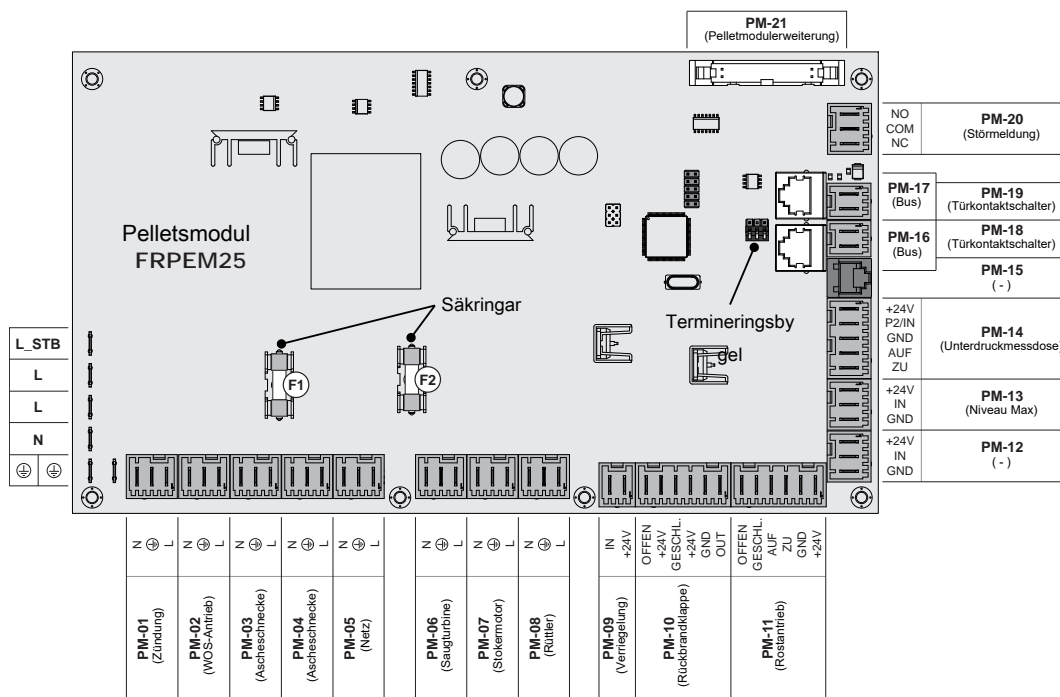 PM-21
(Pelletmodulerweiterung)
NO
COM
NC
PM-20
(Störmeldung)
PM-17
(Bus)
PM-19
(Türkontaktschalter)
PM-16
(Bus)
PM-18
(Türkontaktschalter)
PM-15
( - )
+24V
P2/IN
GND
AUF
ZU
PM-14
(Unterdruckmessdose)
+24V
IN
GND
PM-13
(Niveau Max)
+24V
IN
GND
PM-12
( - )
Pelletsmodul
FRPEM25
Säkringar
Termineringsby
gel
F1
F2
L_STB
L
L
N
N L
N L
N L
N L
N L
N L
N L
N L
IN
+24V
OFFEN
+24V
GESCHL.
+24V
GND
OUT
OFFEN
GESCHL.
AUF
ZU
GND
+24V
PM-01
(Zündung)
PM-02
(WOS-Antrieb)
PM-03
(Ascheschnecke)
PM-04
(Ascheschnecke)
PM-05
(Netz)
PM-06
(Saugturbine)
PM-07
(Stokermotor)
PM-08
(Rüttler)
PM-09
(Verriegelung)
PM-10
(Rückbrandklappe)
PM-11
(Rostantrieb)